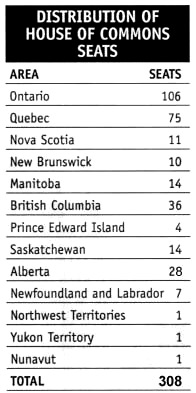 DISTRIBUTION OF
HOUSE OF COMMONS
SEATS
AREA SEATS
Ontario 106
Quebec 75
Nova Scotia 11
New Brunswick 10
Manitoba 14
British Columbia 36
Prince Edward Island 4
Saskatchewan 14
Alberta 28
Newfoundland and Labrador 7
Northwest Territories 1
Yukon Territory 1
Nunavut 1
TOTAL 308